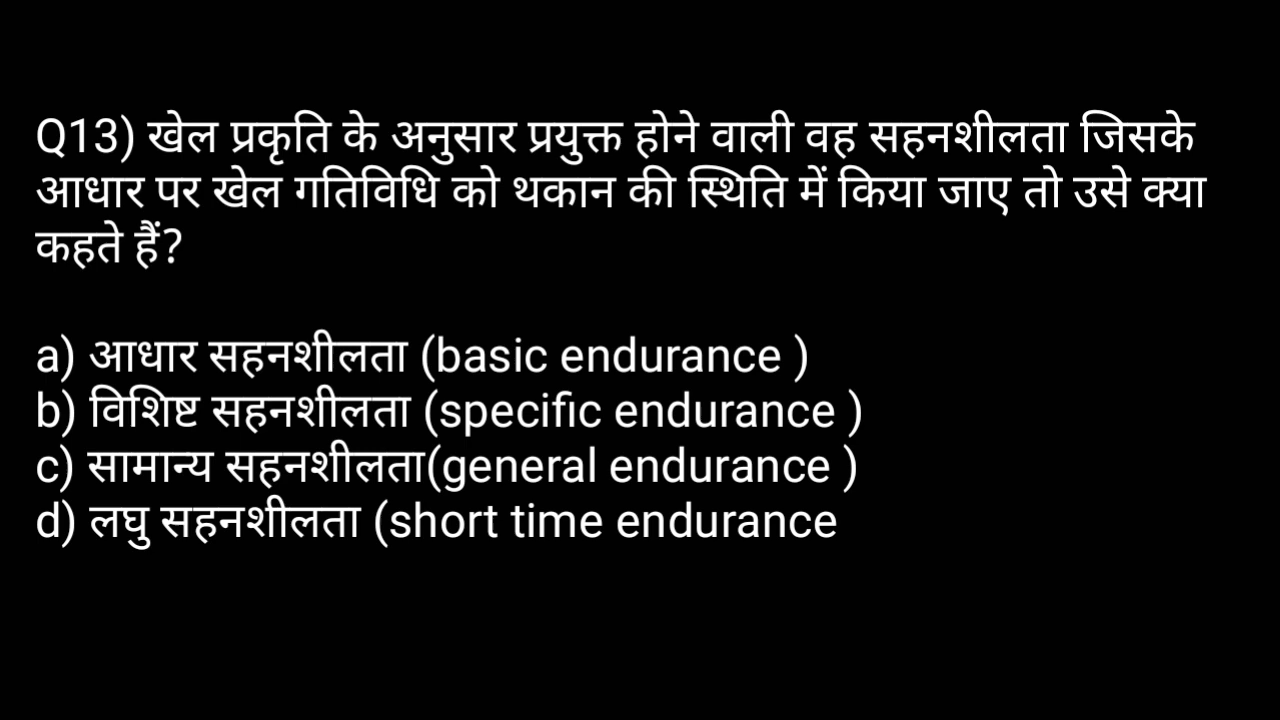 Q13) खेल प्रकृति के अनुसार प्रयुक्त होने वाली वह सहनशीलता जिसके
आधार पर खेल गतिविधि को थकान की स्थिति में किया जाए तो उसे क्या
कहते हैं?
a) आधार सहनशीलता (basic endurance )
b) विशिष्ट सहनशीलता (specific endurance )
c) सामान्य सहनशीलता(general endurance )
d) लघु सहनशीलता (short time endurance